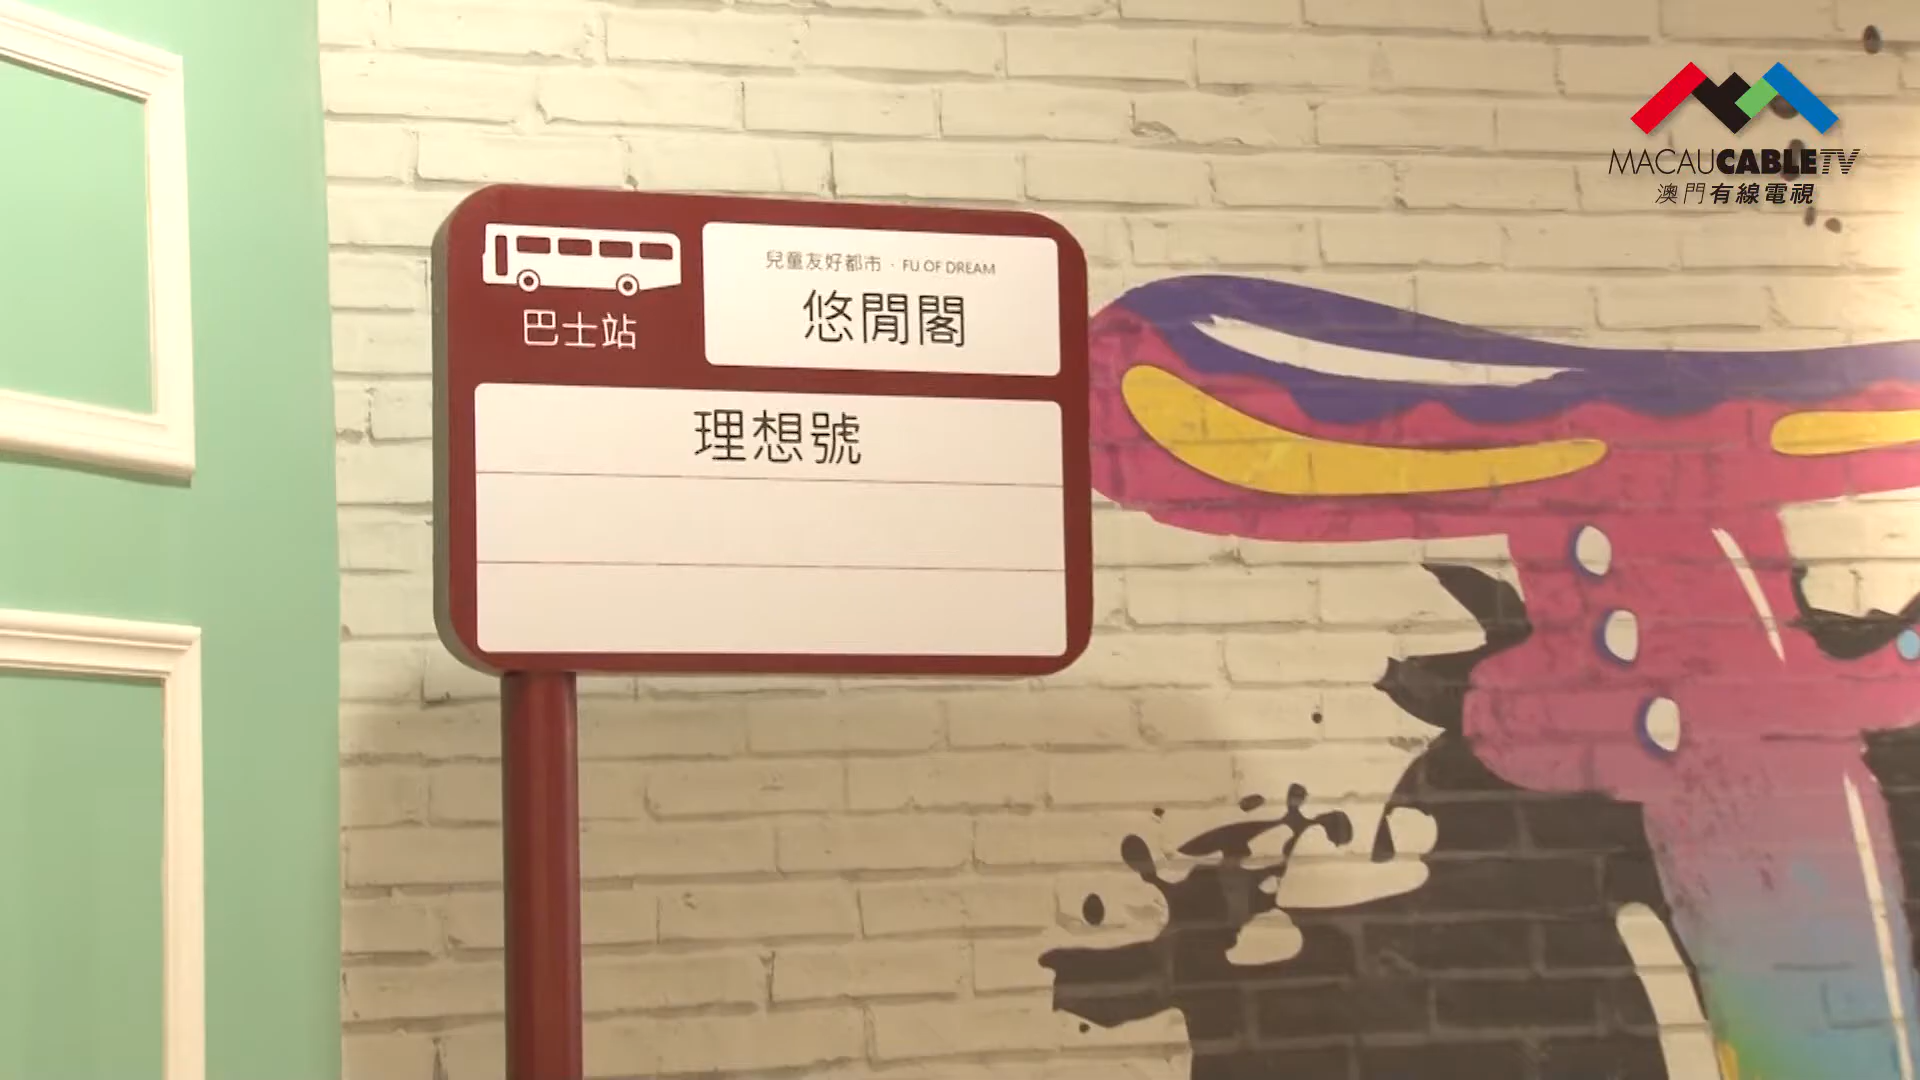 巴士站
兒童友好都市 · FU OF DREAM
悠閒閣
理想號
MACAUCABLETV
澳門有線電視